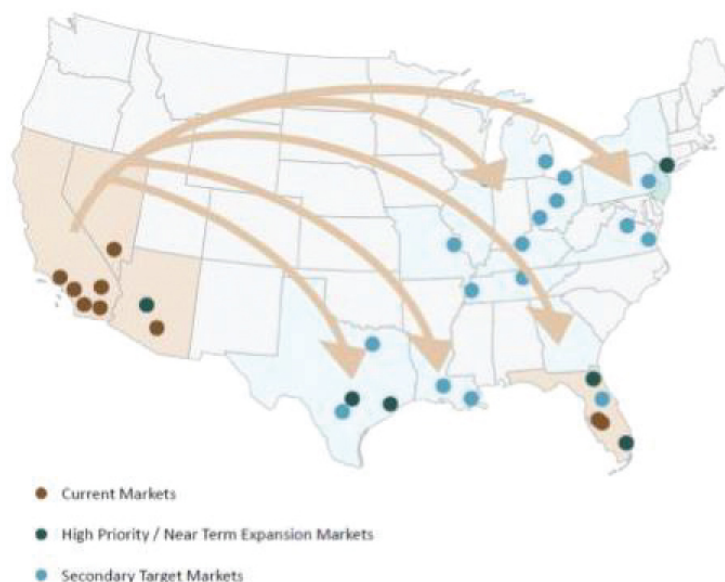 Current Markets
High Priority / Near Term Expansion Markets
Secondary Target Markets